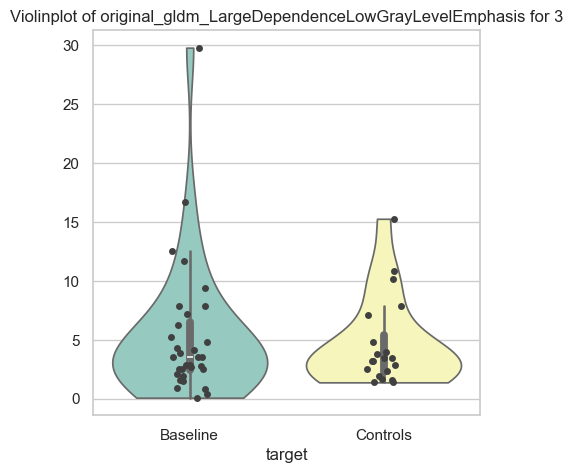 Violinplot of original_gldm_LargeDependenceLowGrayLevelEmphasis for 3
30
25
20
15
10
5
0
Baseline
Controls
target